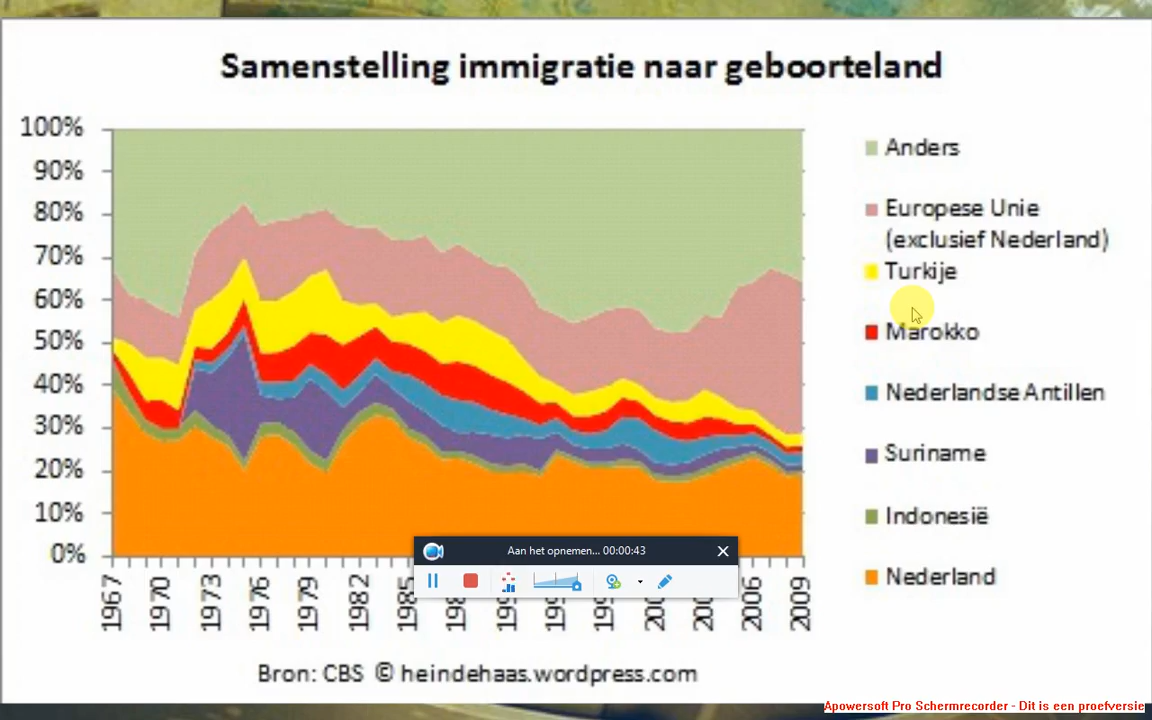 Samenstelling immigratie naar geboorteland
100%
90%
80%
70%
60%
50%
40%
30%
20%
10%
0%
1967
1970
1973
1976
1979
1982
2006
2009
Anders
Europese Unie
(exclusief Nederland)
Turkije
Marokko
Nederlandse Antillen
Suriname
Indonesië
Nederland
Aan het opnemen... 00:00:43
Bron: CBS © heindehaas.wordpress.com
Apowersoft Pro Schermrecorder - Dit is een proefversie